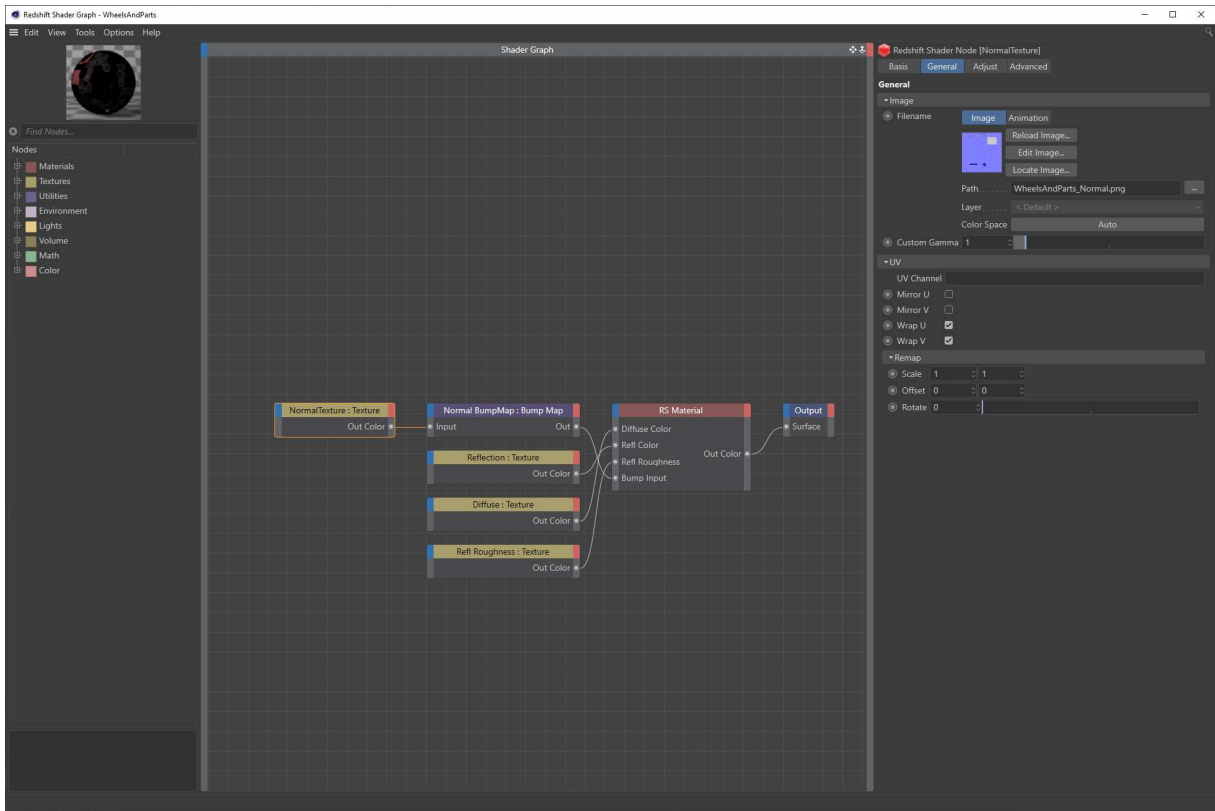 Redshift Shader Graph - WheelsAndParts
Edit View Tools Options Help
Find Nodes...
Nodes
Materials
Textures
Utilities
Environment
Lights
Volume
Math
Color
Shader Graph
NormalTexture : Texture
Out Color
Normal BumpMap : Bump Map
Input Out
Reflection : Texture
Out Color
Diffuse : Texture
Out Color
Refl Roughness : Texture
Out Color
RS Material
Diffuse Color
Refl Color
Out Color
Refl Roughness
Bump Input
Output
Surface
Redshift Shader Node [NormalTexture]
Basis General Adjust Advanced
General
Image
Filename Image Animation
Reload Image...
Edit Image...
Locate Image...
Path. . . . . . WheelsAndParts_Normal.png ...
Layer. . . . . . < Default >
Color Space Auto
Custom Gamma 1
UV
UV Channel
Mirror U
Mirror V
Wrap U
Wrap V
Remap
Scale 1 1
Offset 0 0
Rotate 0